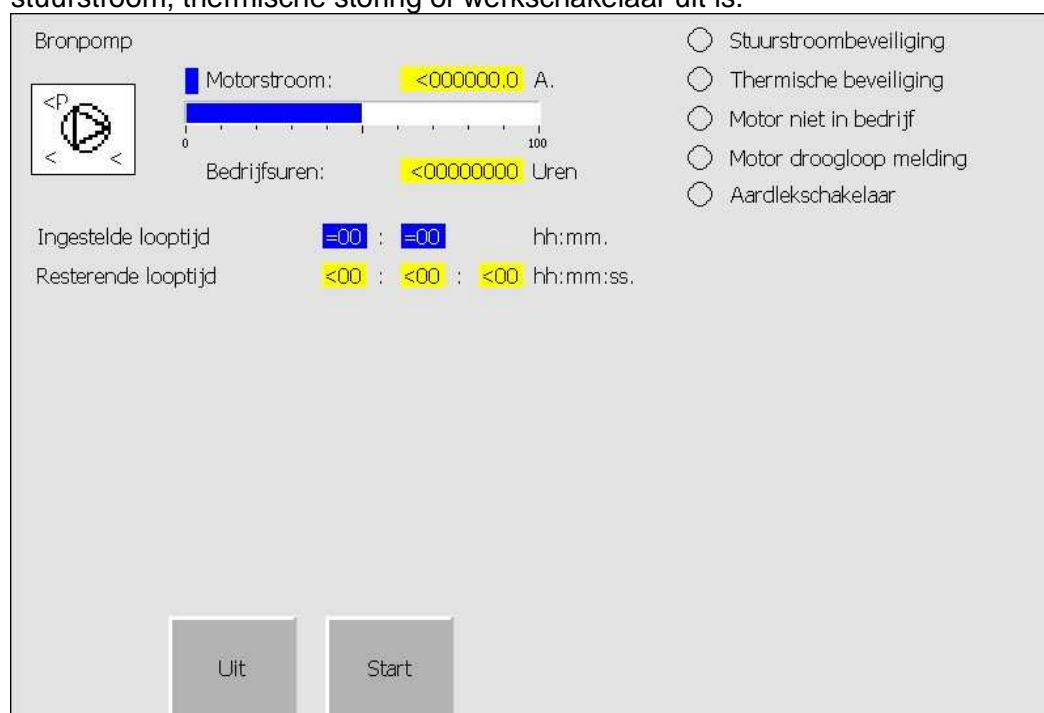 stuurstroom, thermische storing of werkschakelaar uit is.
Bronpomp
Motorstroom: <000000.0 A.
0 100
Bedrijfsuren: <00000000 Uren
<P
< <
Stuurstroombeveiliging
Thermische beveiliging
Motor niet in bedrijf
Motor droogloop melding
Aardlekschakelaar
Ingestelde looptijd =00 : =00 hh:mm.
Resterende looptijd <00 : <00 : <00 hh:mm:ss.
Uit Start